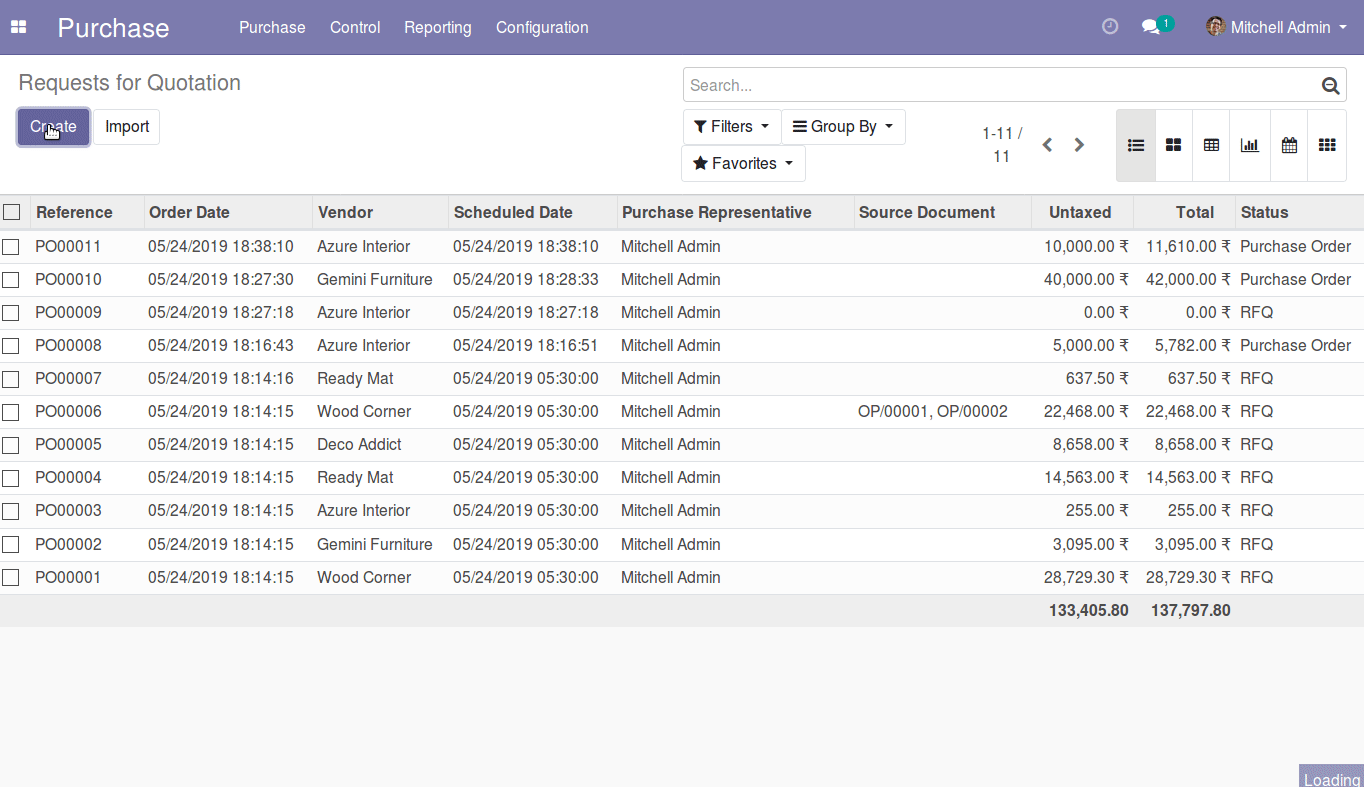 Purchase Purchase Control Reporting Configuration 1 Mitchell Admin
Requests for Quotation
Search...
Create Import
Filters Group By
Favorites
1-11 /
11
Reference Order Date Vendor Scheduled Date Purchase Representative Source Document Untaxed Total Status
PO00011 05/24/2019 18:38:10 Azure Interior 05/24/2019 18:38:10 Mitchell Admin 10,000.00 ₹ 11,610.00 ₹ Purchase Order
PO00010 05/24/2019 18:27:30 Gemini Furniture 05/24/2019 18:28:33 Mitchell Admin 40,000.00 ₹ 42,000.00 ₹ Purchase Order
PO00009 05/24/2019 18:27:18 Azure Interior 05/24/2019 18:27:18 Mitchell Admin 0.00 ₹ 0.00 ₹ RFQ
PO00008 05/24/2019 18:16:43 Azure Interior 05/24/2019 18:16:51 Mitchell Admin 5,000.00 ₹ 5,782.00 ₹ Purchase Order
PO00007 05/24/2019 18:14:16 Ready Mat 05/24/2019 05:30:00 Mitchell Admin 637.50 ₹ 637.50 ₹ RFQ
PO00006 05/24/2019 18:14:15 Wood Corner 05/24/2019 05:30:00 Mitchell Admin OP/00001, OP/00002 22,468.00 ₹ 22,468.00 ₹ RFQ
PO00005 05/24/2019 18:14:15 Deco Addict 05/24/2019 05:30:00 Mitchell Admin 8,658.00 ₹ 8,658.00 ₹ RFQ
PO00004 05/24/2019 18:14:15 Ready Mat 05/24/2019 05:30:00 Mitchell Admin 14,563.00 ₹ 14,563.00 ₹ RFQ
PO00003 05/24/2019 18:14:15 Azure Interior 05/24/2019 05:30:00 Mitchell Admin 255.00 ₹ 255.00 ₹ RFQ
PO00002 05/24/2019 18:14:15 Gemini Furniture 05/24/2019 05:30:00 Mitchell Admin 3,095.00 ₹ 3,095.00 ₹ RFQ
PO00001 05/24/2019 18:14:15 Wood Corner 05/24/2019 05:30:00 Mitchell Admin 28,729.30 ₹ 28,729.30 ₹ RFQ
133,405.80 137,797.80
Loading